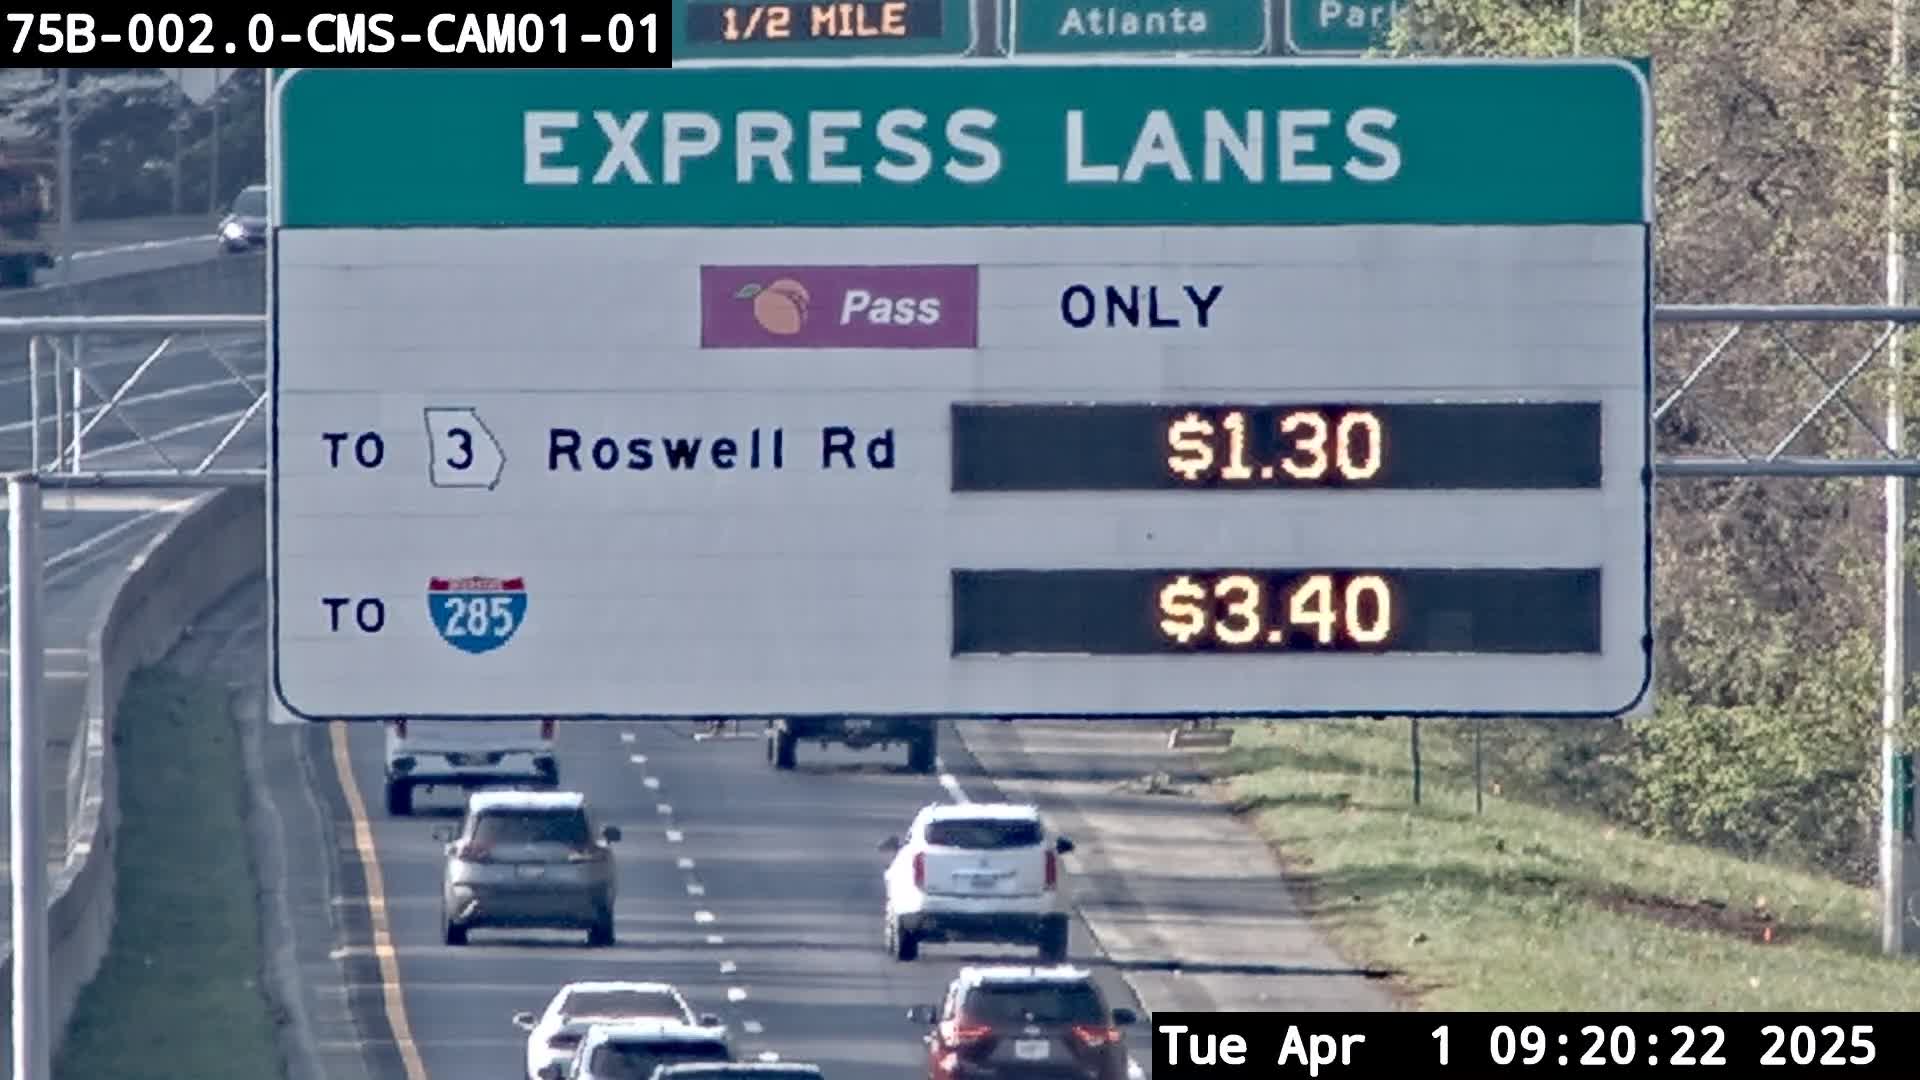 75B-002.0-CMS-CAM01-01
1/2 MILE
Atlanta
EXPRESS LANES
Pass ONLY
TO 3 Roswell Rd $1.30
TO 285 $3.40
Tue Apr 1 09:20:22 2025